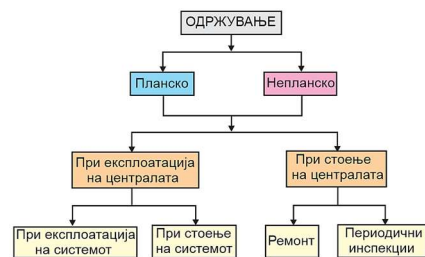 ОДРЖУВАЊЕ
Планско
Непланско
При експлоатација
на централата
При стоење
на централата
При експлоатација
на системот
При стоење
на системот
Ремонт
Периодични
инспекции